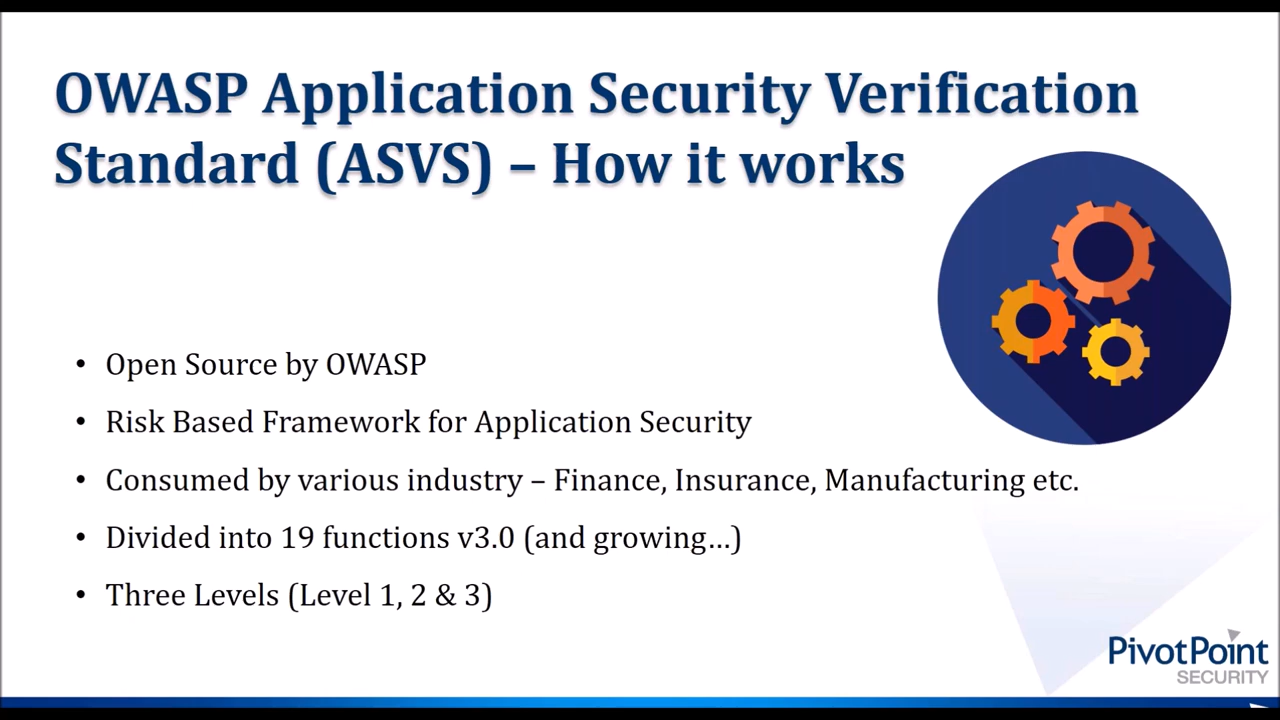 OWASP Application Security Verification
Standard (ASVS) – How it works
• Open Source by OWASP
• Risk Based Framework for Application Security
• Consumed by various industry – Finance, Insurance, Manufacturing etc.
• Divided into 19 functions v3.0 (and growing…)
• Three Levels (Level 1, 2 & 3)
PivotPoint
SECURITY